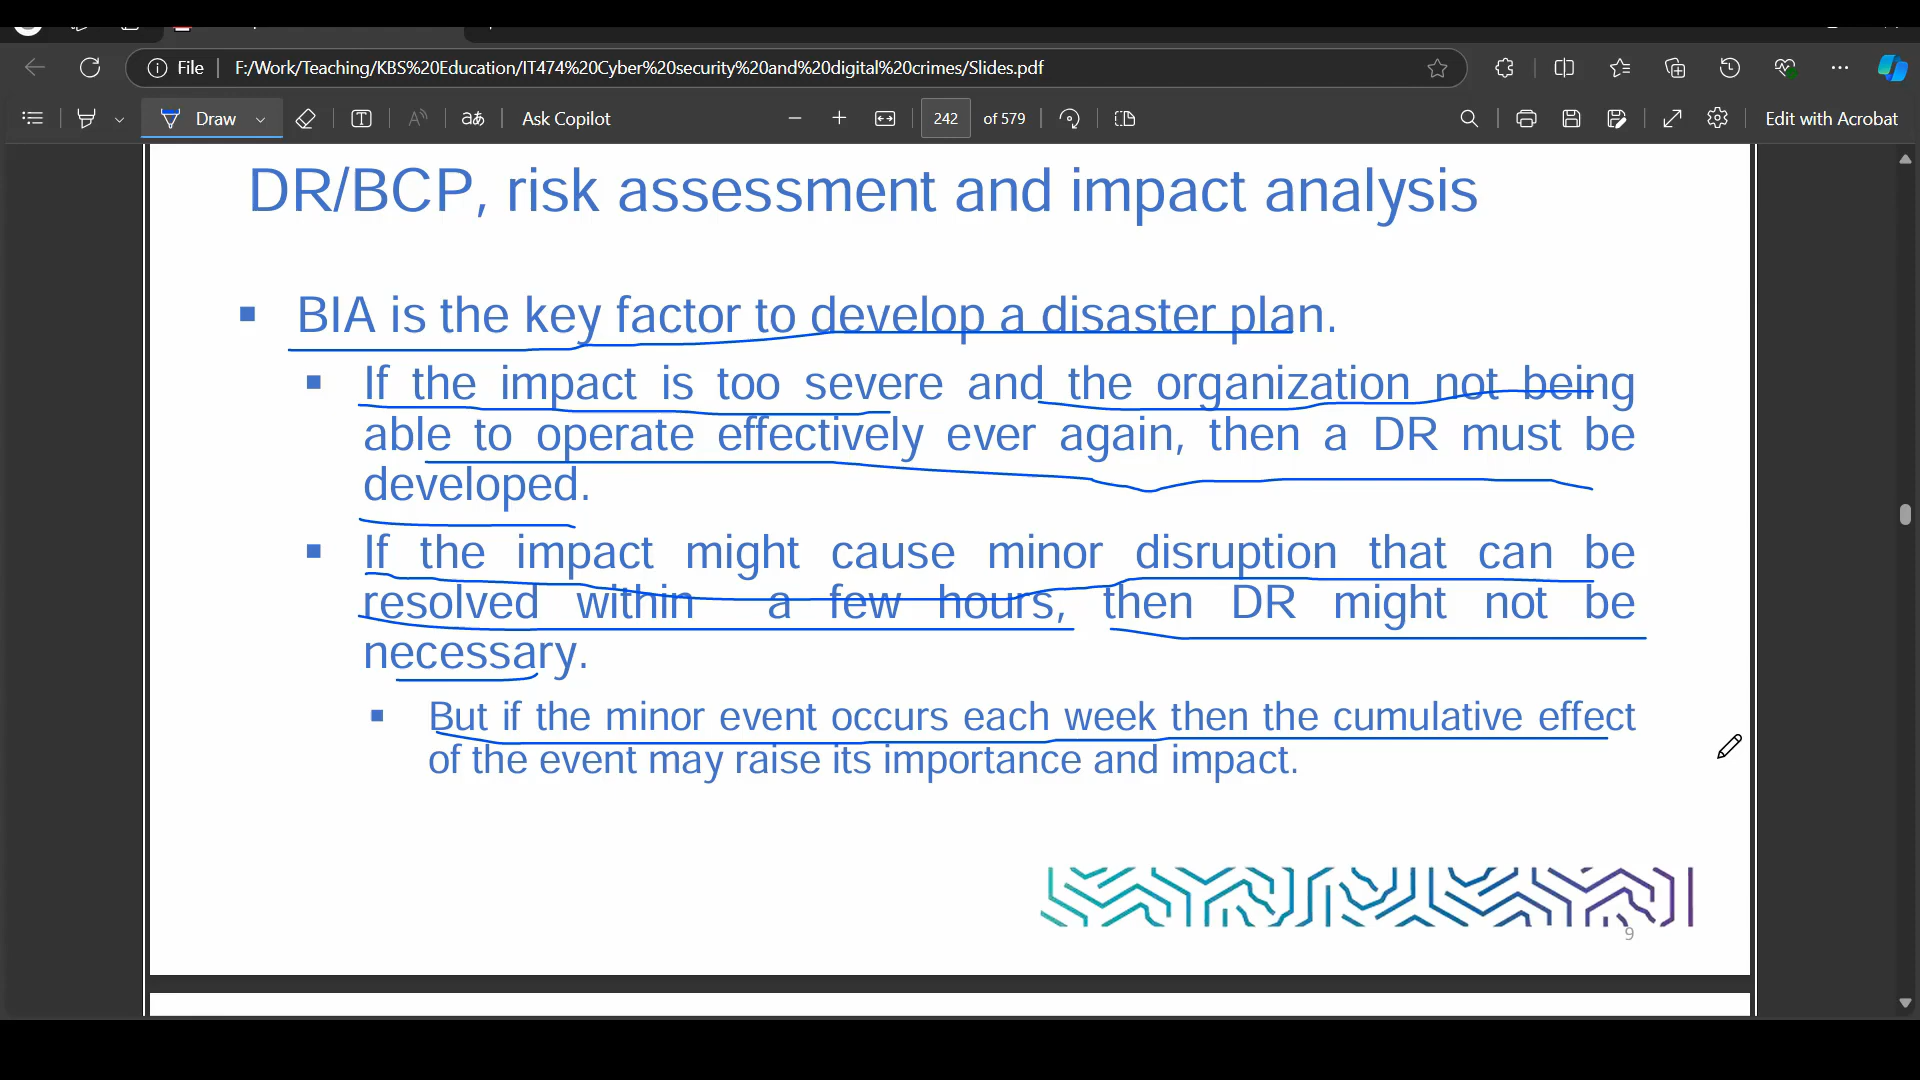 File
F:/Work/Teaching/KBS%20Education/IT474%20Cyber%20security%20and%20digital%20crimes/Slides.pdf
Draw
aあ
Ask Copilot
242 of 579
Edit with Acrobat
DR/BCP, risk assessment and impact analysis
BIA is the key factor to develop a disaster plan.
If the impact is too severe and the organization not being
able to operate effectively ever again, then a DR must be
developed.
If the impact might cause minor disruption that can be
resolved within a few hours, then DR might not be
necessary.
But if the minor event occurs each week then the cumulative effect
of the event may raise its importance and impact.
9